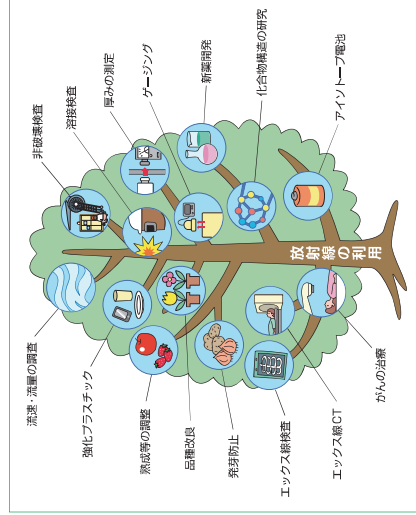 流速・流量の調査
強化プラスチック
熟成等の調整
品種改良
発芽防止
エックス線検査
エックス線CT
がんの治療
非破壊検査
溶接検査
厚みの測定
ゲージング
新薬開発
化合物構造の研究
アイソトープ電池
放射線の利用